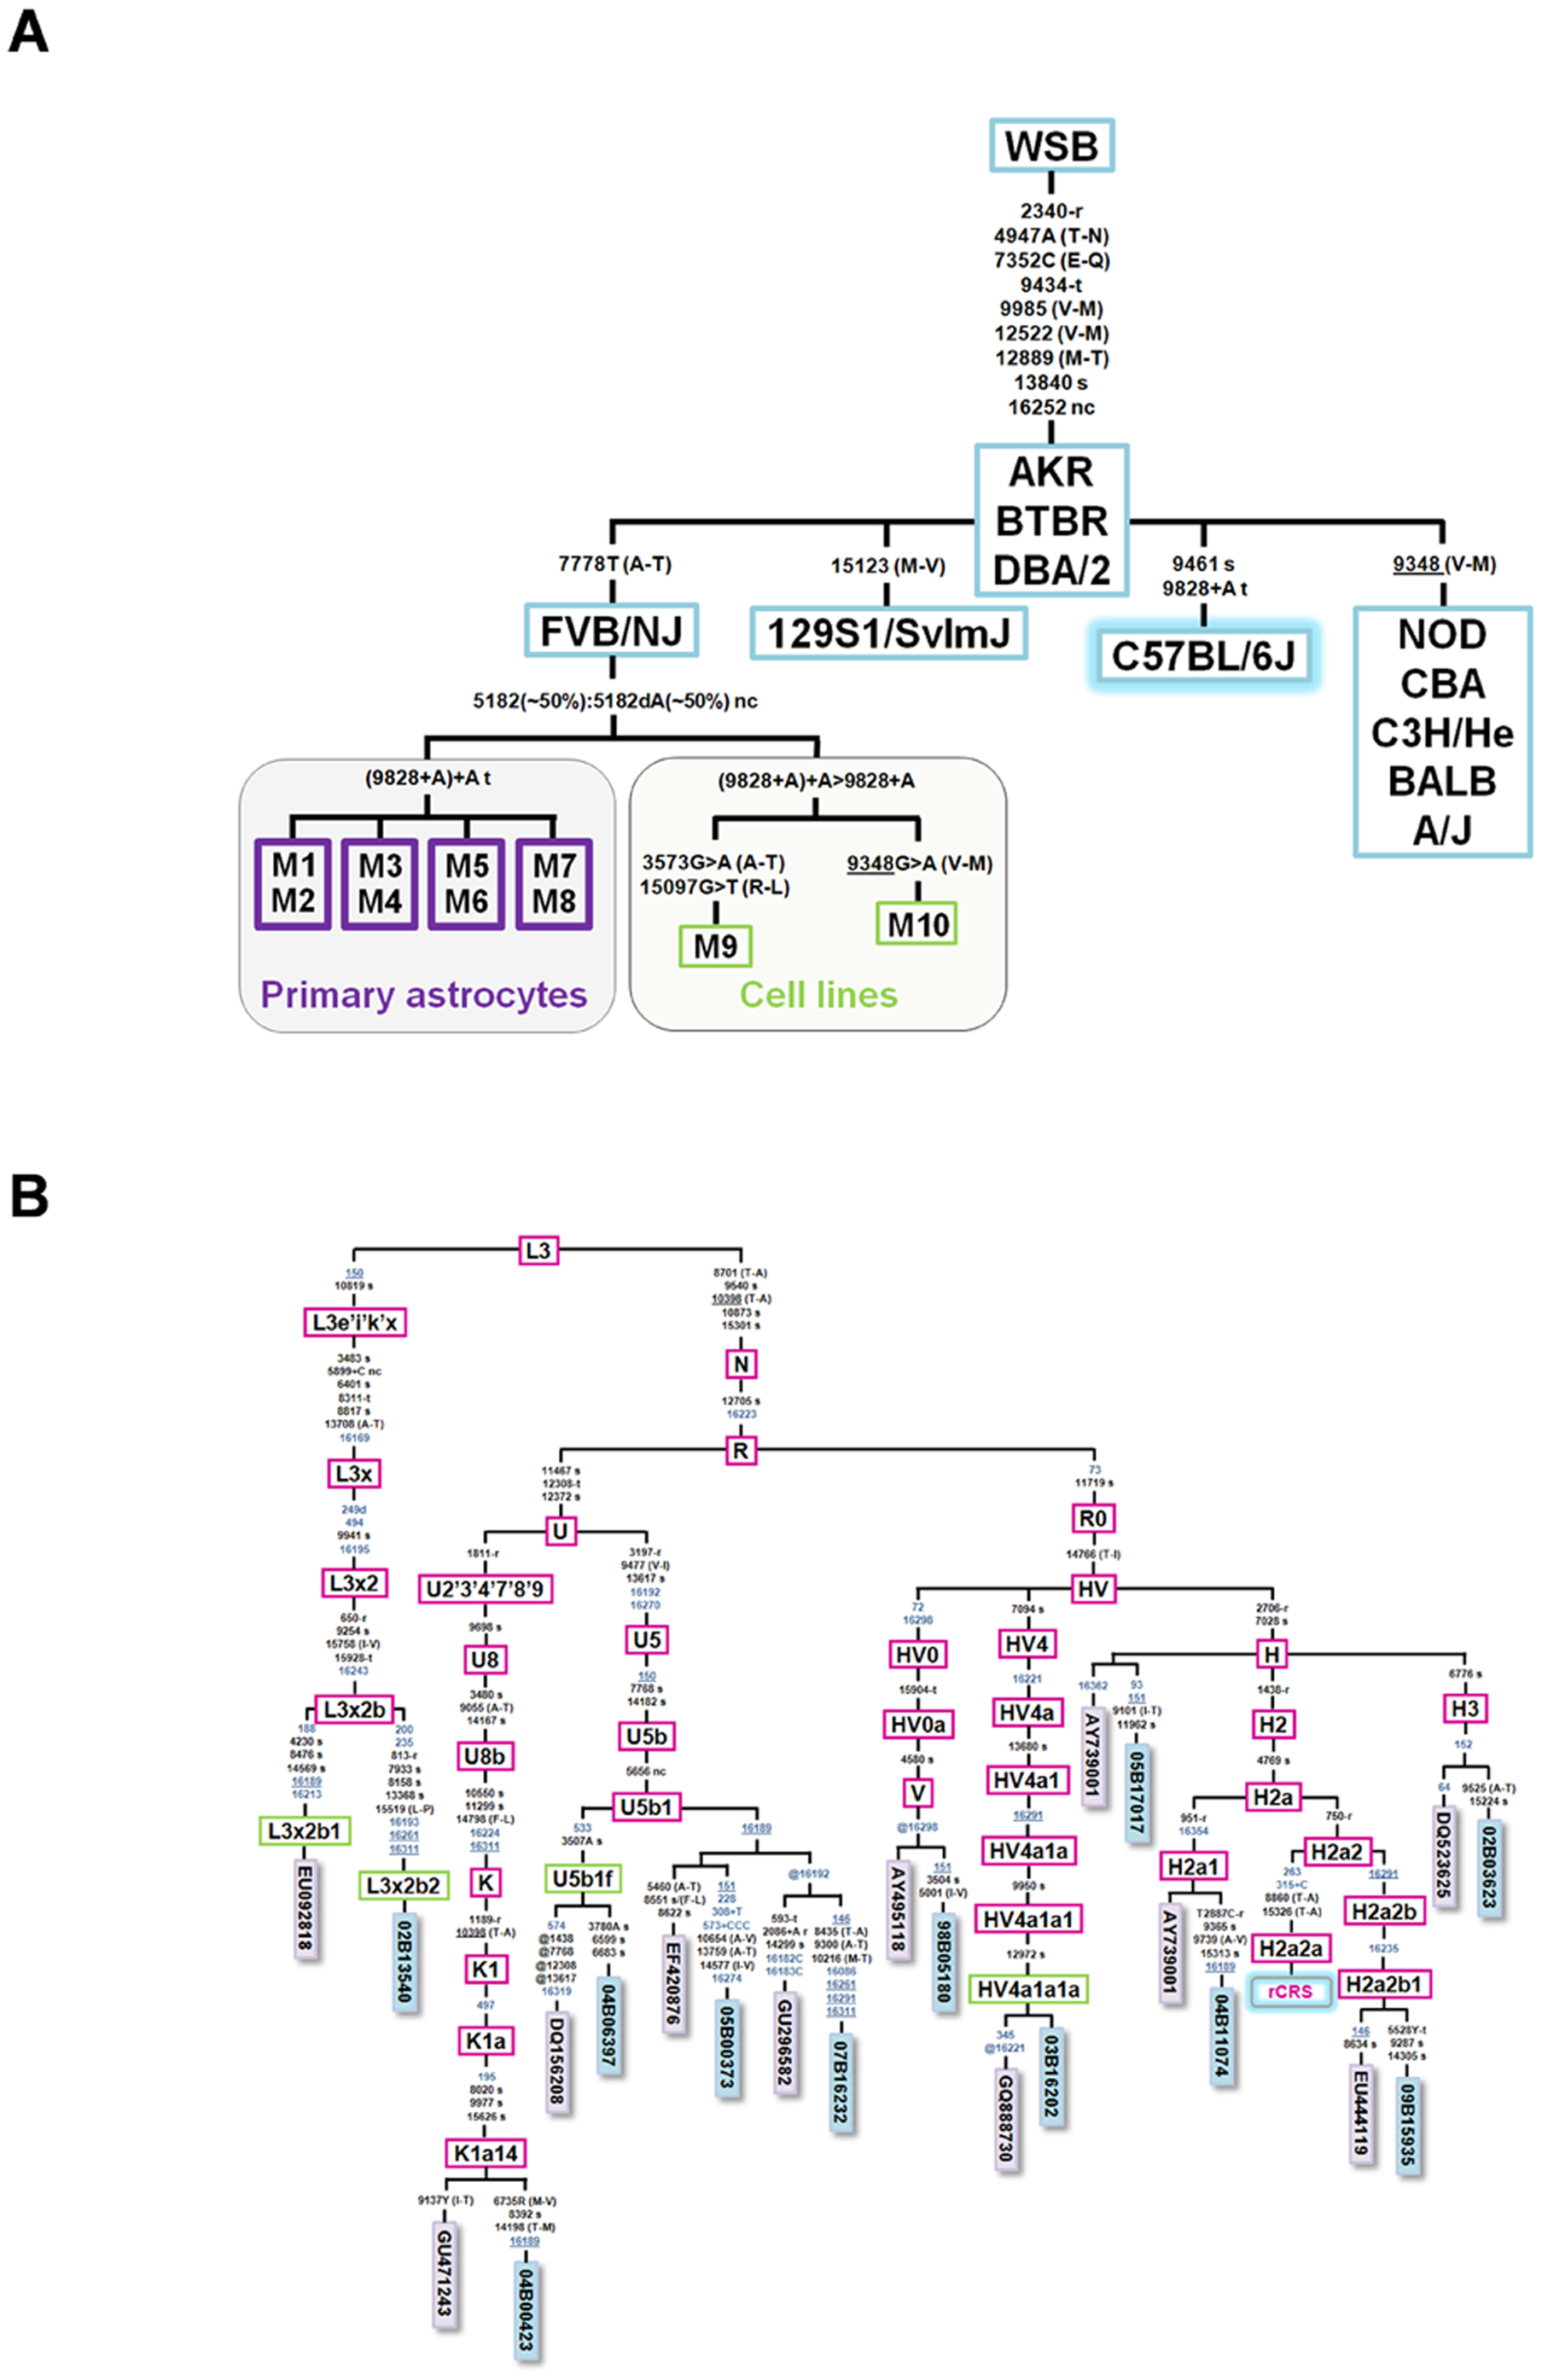 A
WSB
2340-r
4947A (T-N)
7352C (E-Q)
9434-t
9985 (V-M)
12522 (V-M)
12889 (M-T)
13840 s
16252 nc
AKR
BTBR
DBA/2
7778T (A-T)
FVB/NJ
15123 (M-V)
129S1/SvImJ
9461 s
9828+A t
C57BL/6J
9348 (V-M)
NOD
CBA
C3H/He
BALB
A/J
5182(~50%):5182dA(~50%) nc
(9828+A)+A t
M1
M2
M3
M4
M5
M6
M7
M8
Primary astrocytes
(9828+A)+A>9828+A
3573G>A (A-T)
15097G>T (R-L)
M9
9348G>A (V-M)
M10
Cell lines
B
L3
150
10819 s
L3e'i'k'x
3483 s
5899+C nc
6401 s
8311-t
8817 s
13708 (A-T)
16169
L3x
249d
494
9941 s
16195
L3x2
650-r
9254 s
15758 (I-V)
15928-t
16243
L3x2b
188
4230 s
8476 s
14569 s
16189
16213
L3x2b1
EU092818
200
235
813-r
7933 s
8158 s
13368 s
15519 (L-P)
16193
16261
16311
L3x2b2
02B13540
8701 (T-A)
9540 s
10398 (T-A)
10873 s
15301 s
N
12705 s
16223
R
11467 s
12308-t
12372 s
U
1811-r
U2'3'4'7'8'9
9698 s
U8
3480 s
9055 (A-T)
14167 s
U8b
10550 s
11299 s
14798 (F-L)
16224
16311
K
1189-r
10398 (T-A)
K1
497
K1a
195
8020 s
9977 s
15626 s
K1a14
9137Y (I-T)
GU471243
6735R (M-V)
8392 s
14198 (T-M)
16189
04B00423
3197-r
9477 (V-I)
13617 s
16192
16270
U5
150
7768 s
14182 s
U5b
5656 nc
U5b1
533
3507A s
U5b1f
574
@1438
@7768
@12308
@13617
16319
DQ156208
3780A s
6599 s
6683 s
04B06397
16189
5460 (A-T)
8551 s/(F-L)
8622 s
EF420876
151
228
308+T
573+CCC
10654 (A-V)
13759 (A-T)
14577 (I-V)
16274
05B00373
@16192
593-t
2086+A r
14299 s
16182C
16183C
GU296582
146
8435 (T-A)
9300 (A-T)
10216 (M-T)
16086
16261
16291
16311
07B16232
73
11719 s
R0
14766 (T-I)
HV
72
16298
HV0
15904-t
HV0a
4580 s
V
@16298
AY495118
151
3504 s
5001 (I-V)
98B05180
7094 s
HV4
16221
HV4a
13680 s
HV4a1
16291
HV4a1a
9950 s
HV4a1a1
12972 s
HV4a1a1a
345
@16221
GQ888730
03B16202
2706-r
7028 s
H
16362
AY739001
93
151
9101 (I-T)
11962 s
05B17017
1438-r
H2
4769 s
H2a
951-r
16354
H2a1
AY739001
T2887C-r
9365 s
9739 (A-V)
15313 s
16189
04B11074
750-r
H2a2
263
315+C
8860 (T-A)
15326 (T-A)
H2a2a
rCRS
16291
H2a2b
16235
H2a2b1
146
8634 s
EU444119
5528Y-t
9287 s
14305 s
09B15935
6776 s
H3
152
64
DQ523625
9525 (A-T)
15224 s
02B03623